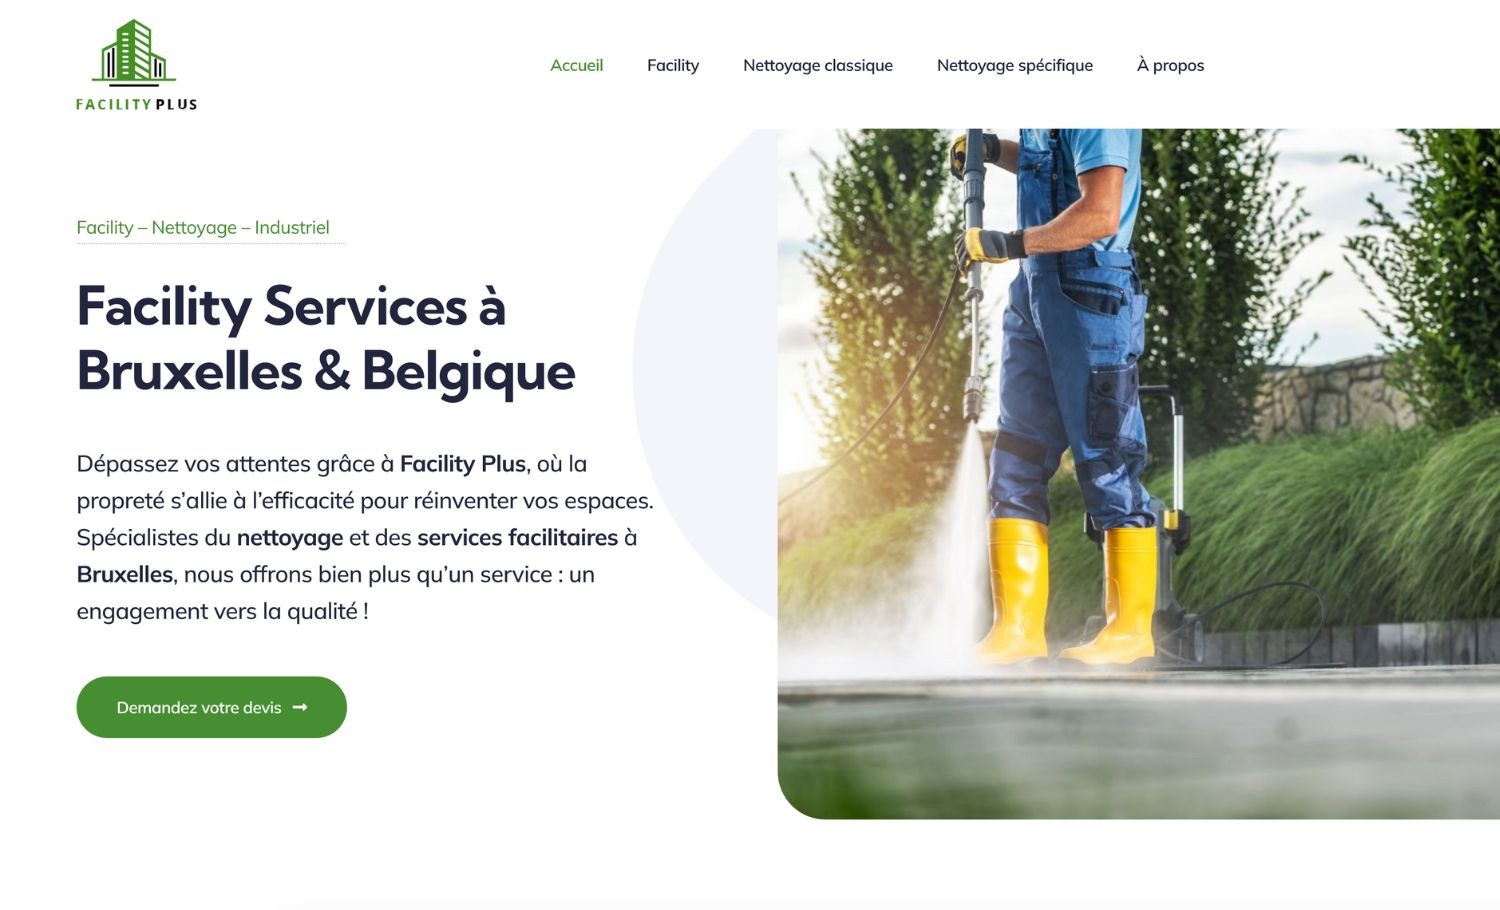 FACILITY PLUS
Accueil
Facility
Nettoyage classique
Nettoyage spécifique
À propos
Facility – Nettoyage – Industriel
Facility Services à
Bruxelles & Belgique
Dépassez vos attentes grâce à Facility Plus, où la
propreté s’allie à l’efficacité pour réinventer vos espaces.
Spécialistes du nettoyage et des services facilitaires à
Bruxelles, nous offrons bien plus qu’un service : un
engagement vers la qualité !
Demandez votre devis